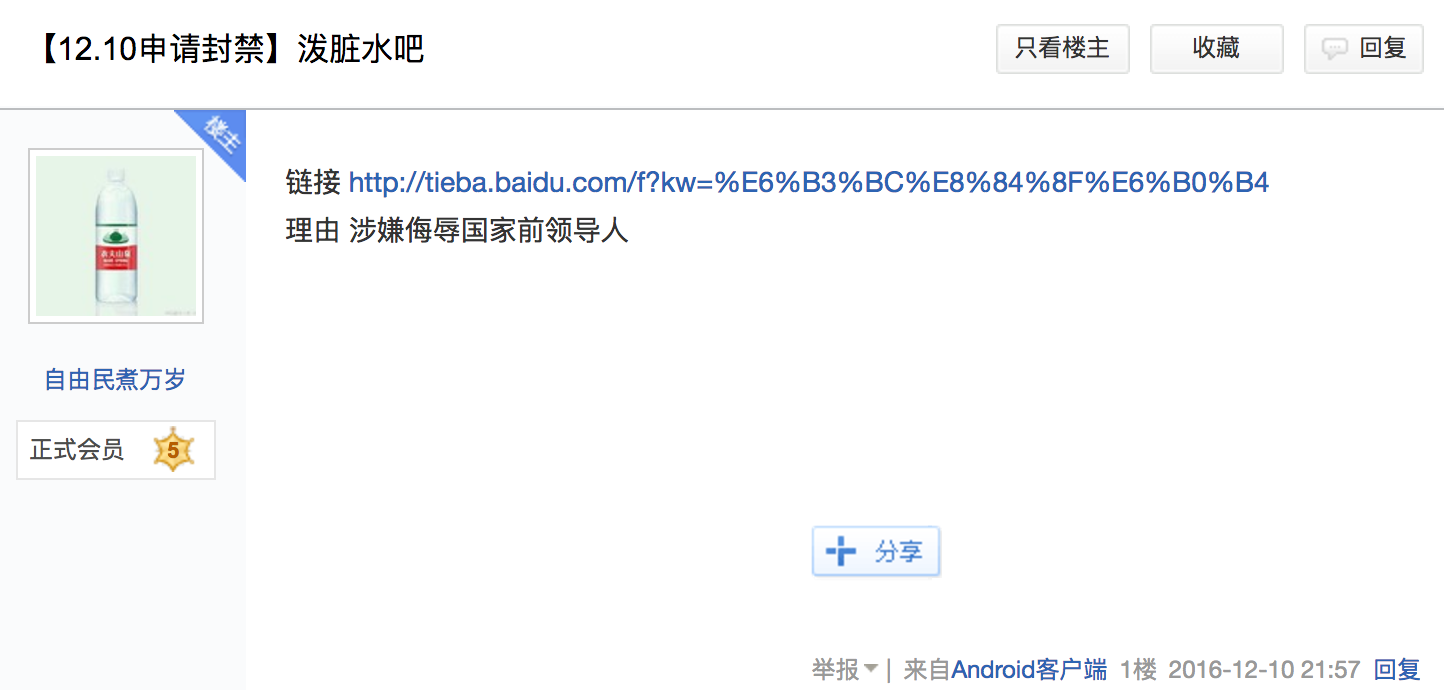 【12.10申请封禁】泼脏水吧
只看楼主
收藏
回复
楼主
链接 http://tieba.baidu.com/f?kw=%E6%B3%BC%E8%84%8F%E6%B0%B4
理由 涉嫌侮辱国家前领导人
农夫山泉
自由民煮万岁
正式会员 5
分享
举报 | 来自Android客户端 1楼 2016-12-10 21:57 回复